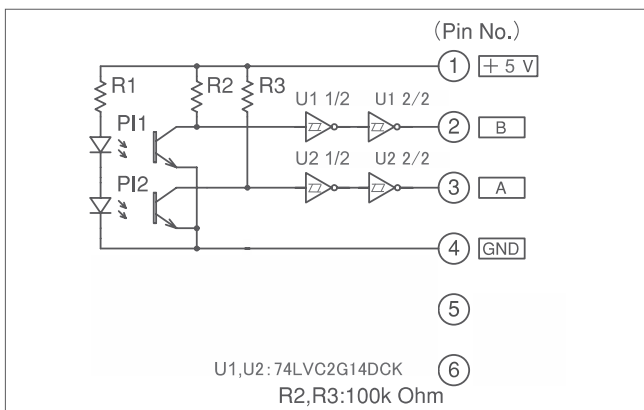 (Pin No.)
R1 R2 R3 1 + 5 V
U1 1/2 U1 2/2
PI1 2 B
U2 1/2 U2 2/2
PI2 3 A
4 GND
5
U1,U2:74LVC2G14DCK 6
R2,R3:100k Ohm